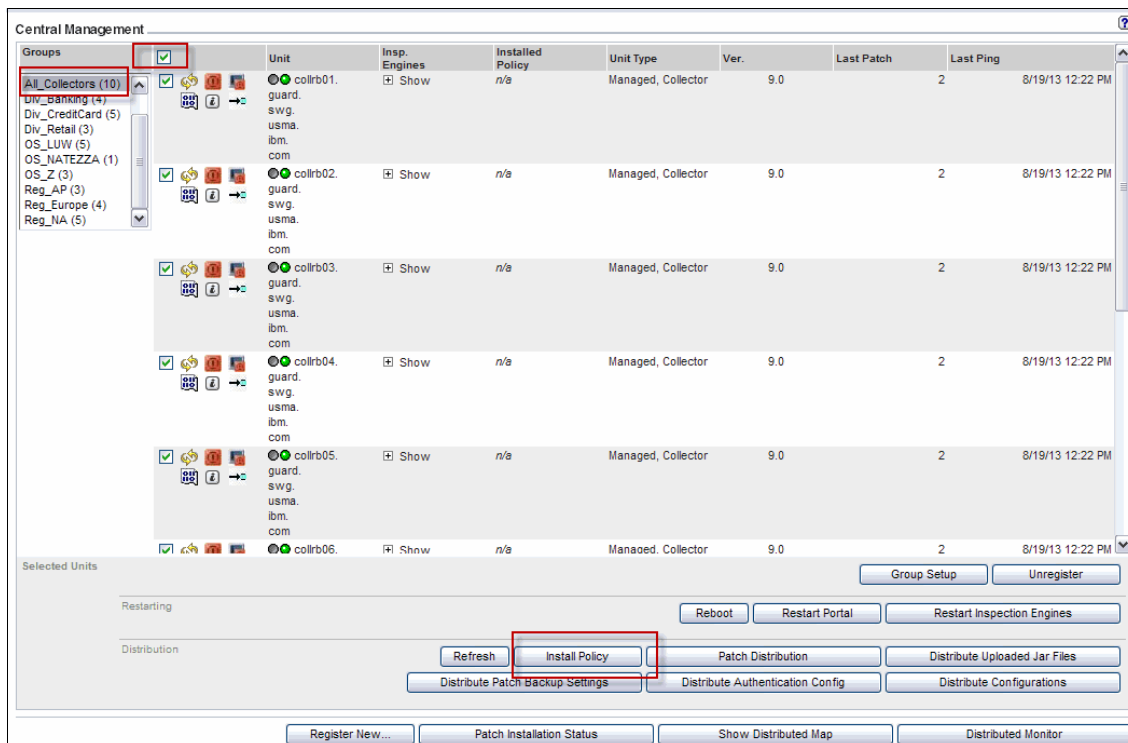 Central Management
?
Groups
Unit
Insp. Engines
Installed Policy
Unit Type
Ver.
Last Patch
Last Ping
All_Collectors (10)
Div_Banking (4)
Div_CreditCard (5)
Div_Retail (3)
OS_LUW (5)
OS_NATEZZA (1)
OS_Z (3)
Reg_AP (3)
Reg_Europe (4)
Reg_NA (5)
collrb01.
guard.
swg.
usma.
ibm.
com
Show
n/a
Managed, Collector
9.0
2
8/19/13 12:22 PM
collrb02.
guard.
swg.
usma.
ibm.
com
Show
n/a
Managed, Collector
9.0
2
8/19/13 12:22 PM
collrb03.
guard.
swg.
usma.
ibm.
com
Show
n/a
Managed, Collector
9.0
2
8/19/13 12:22 PM
collrb04.
guard.
swg.
usma.
ibm.
com
Show
n/a
Managed, Collector
9.0
2
8/19/13 12:22 PM
collrb05.
guard.
swg.
usma.
ibm.
com
Show
n/a
Managed, Collector
9.0
2
8/19/13 12:22 PM
collrb06.
Show
n/a
Managed, Collector
9.0
2
8/19/13 12:22 PM
Selected Units
Group Setup
Unregister
Restarting
Reboot
Restart Portal
Restart Inspection Engines
Distribution
Refresh
Install Policy
Patch Distribution
Distribute Uploaded Jar Files
Distribute Patch Backup Settings
Distribute Authentication Config
Distribute Configurations
Register New...
Patch Installation Status
Show Distributed Map
Distributed Monitor